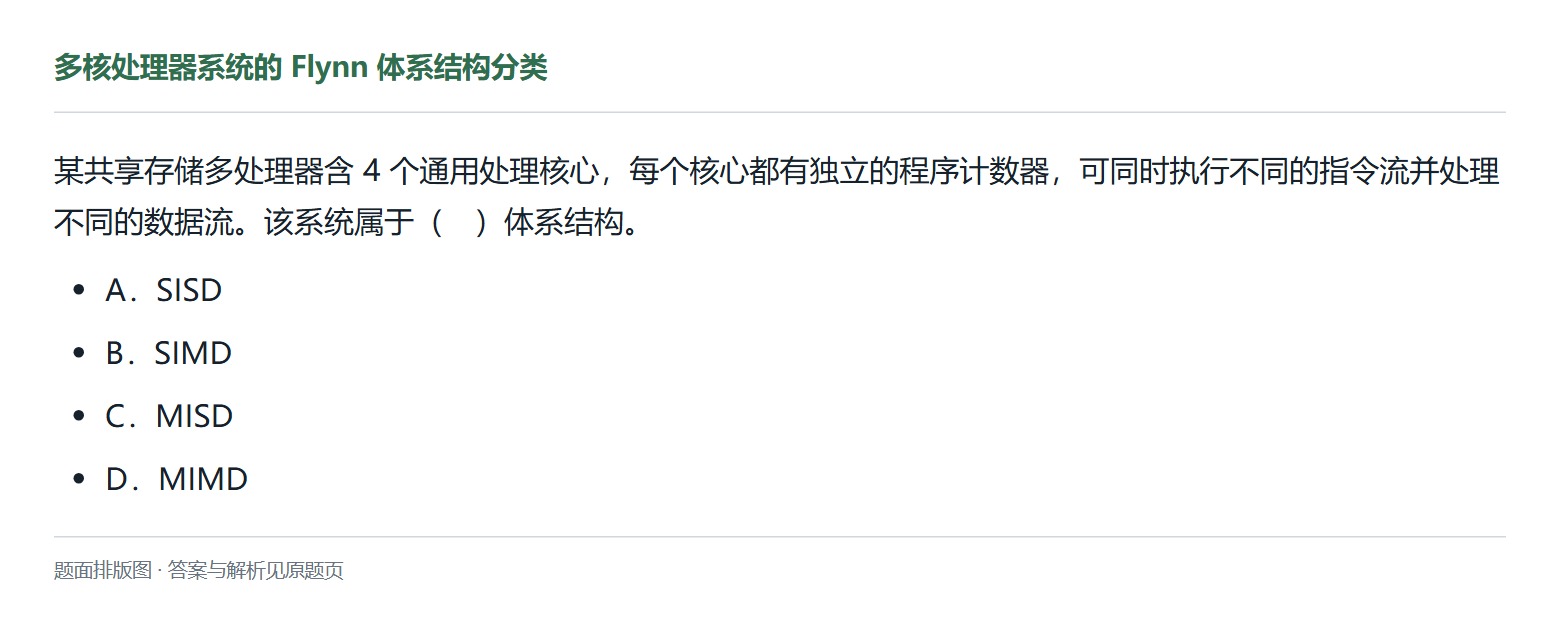 多核处理器系统的 Flynn 体系结构分类
某共享存储多处理器含 4 个通用处理核心，每个核心都有独立的程序计数器，可同时执行不同的指令流并处理
不同的数据流。该系统属于（　）体系结构。
• A．SISD
• B．SIMD
• C．MISD
• D．MIMD
题面排版图 · 答案与解析见原题页